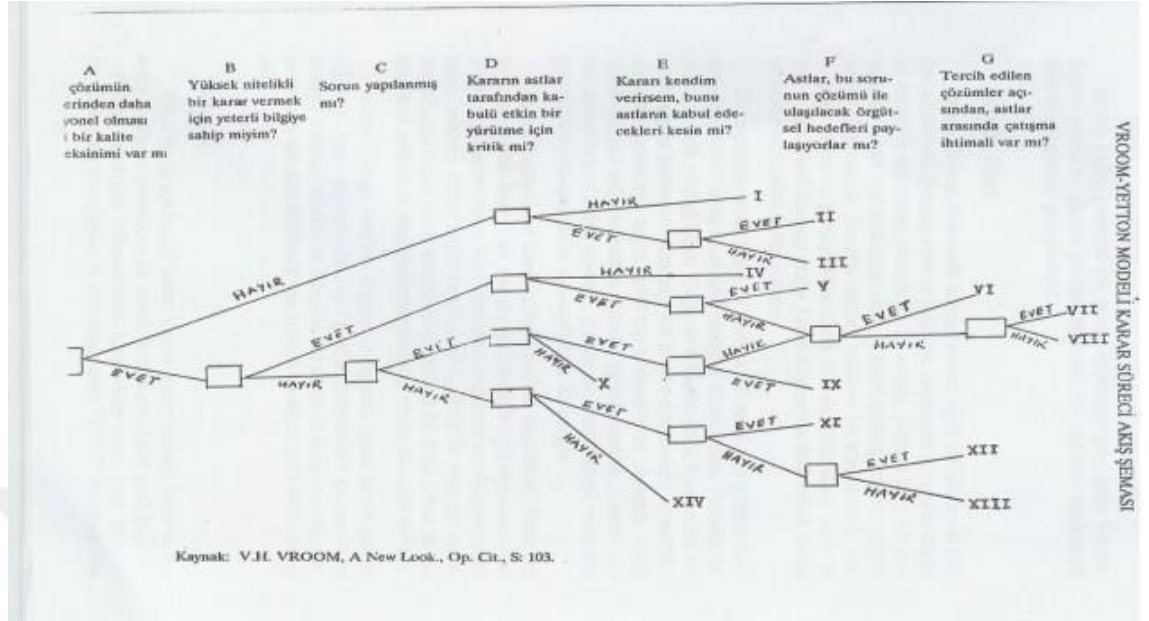 A
çözümün
erinden daha
yonel olması
i bir kalite
eksinimi var mı
B
Yüksek nitelikli
bir karar vermek
için yeterli bilgiye
sahip miyim?
C
Sorun yapılanmış
mı?
D
Kararın astlar
tarafından ka-
bulü etkin bir
yürütme için
kritik mi?
E
Kararı kendim
verirsem, bunu
astların kabul ede-
cekleri kesin mi?
F
Astlar, bu soru-
nun çözümü ile
ulaşılacak örgüt-
sel hedefleri pay-
laşıyorlar mı?
G
Tercih edilen
çözümler açı-
sından, astlar
arasında çatışma
ihtimali var mı?
VROOM-YETTON MODELİ KARAR SÜRECİ AKIŞ ŞEMASI
HAYIR
I
EVET
EVET
II
HAYIR
III
HAYIR
HAYIR
IV
EVET
EVET
V
HAYIR
EVET
EVET
VI
EVET
VII
HAYIR
HAYIR
VIII
EVET
HAYIR
EVET
EVET
HAYIR
X
HAYIR
EVET
IX
HAYIR
EVET
EVET
XI
HAYIR
HAYIR
XIV
EVET
XII
HAYIR
XIII
Kaynak: V.H. VROOM, A New Look., Op. Cit., S: 103.